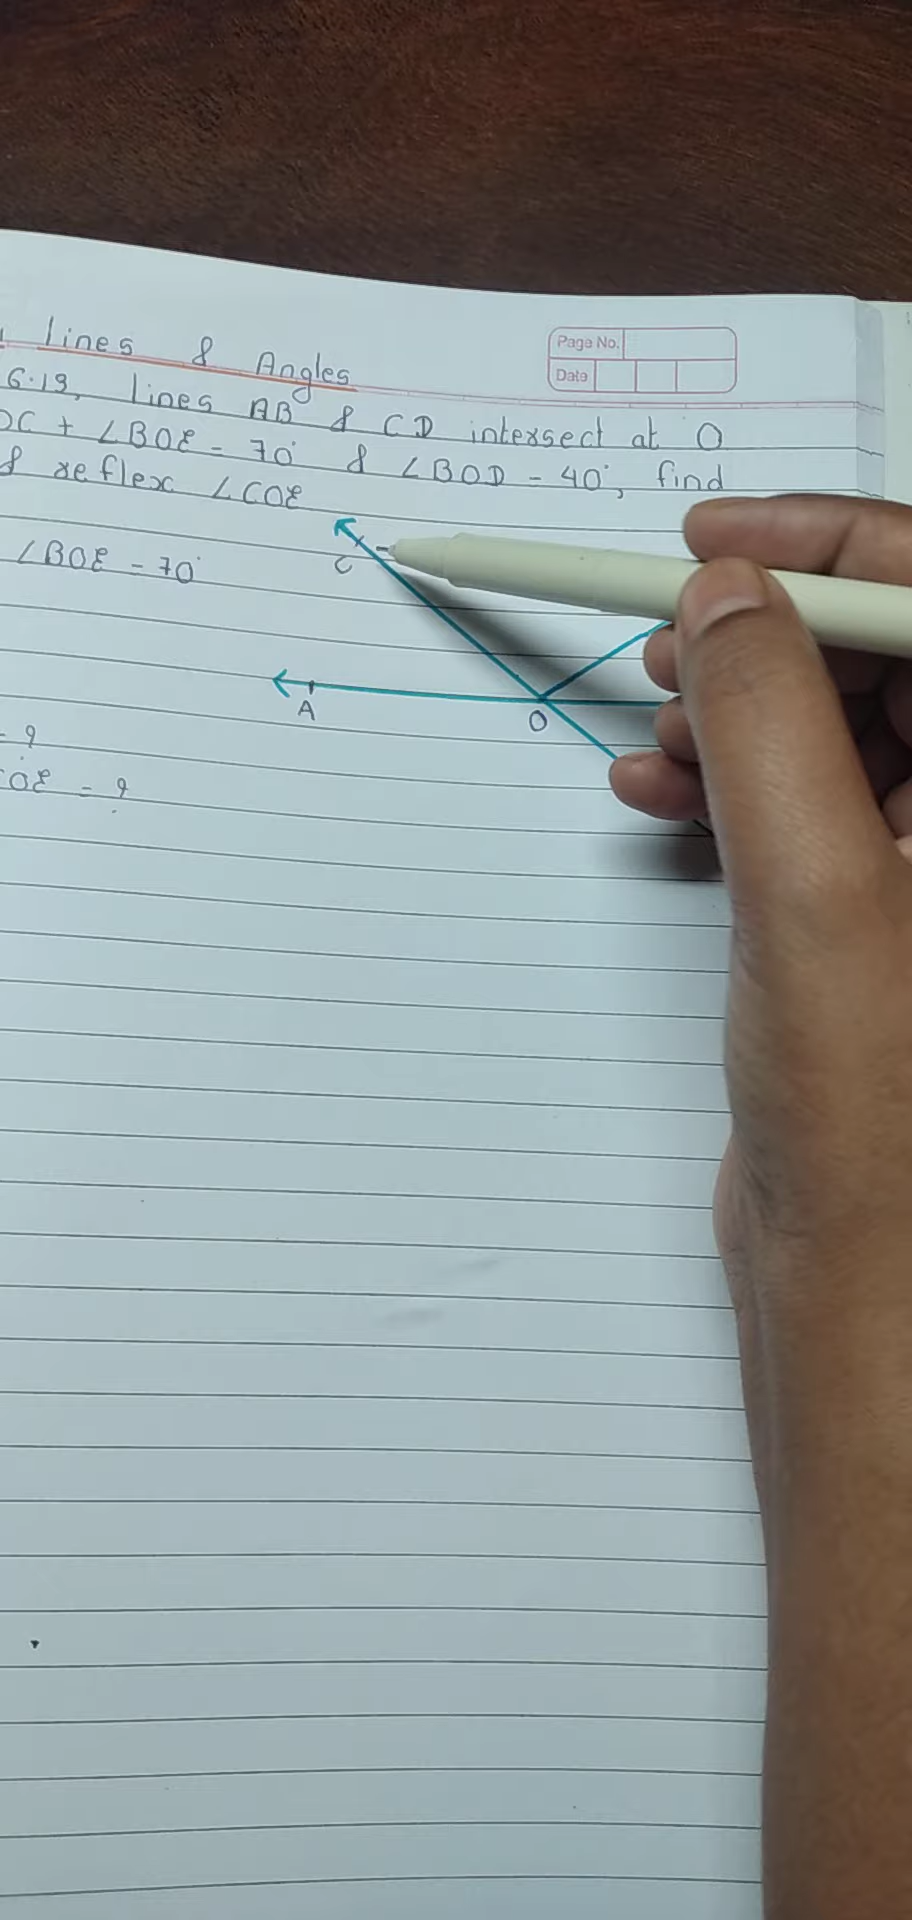 Lines & Angles
Page No.
Date
6.13, lines AB & CD intersect at O
OC + ∠BOE = 70° & ∠BOD = 40°, find
& reflex ∠COE
∠BOE = 70°
C
A
O
= ?
COE = ?